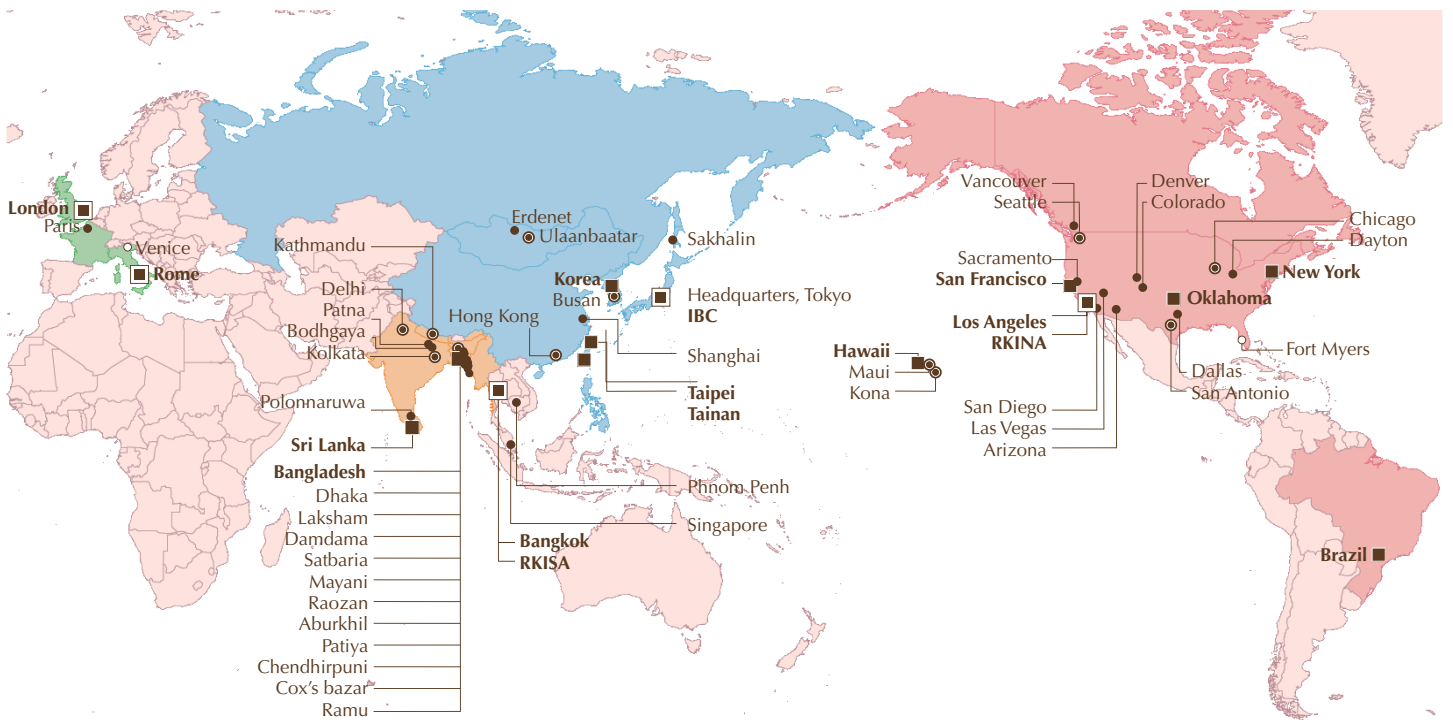 London
Paris
Venice
Rome
Kathmandu
Delhi
Patna
Bodhgaya
Kolkata
Polonnaruwa
Sri Lanka
Bangladesh
Dhaka
Laksham
Damdama
Satbaria
Mayani
Raozan
Aburkhil
Patiya
Chendhirpuni
Cox's bazar
Ramu
Erdenet
Ulaanbaatar
Sakhalin
Korea
Busan
Headquarters, Tokyo
IBC
Hong Kong
Shanghai
Taipei
Tainan
Phnom Penh
Singapore
Bangkok
RKISA
Hawaii
Maui
Kona
Vancouver
Seattle
Sacramento
San Francisco
Los Angeles
RKINA
San Diego
Las Vegas
Arizona
Denver
Colorado
Chicago
Dayton
New York
Oklahoma
Fort Myers
Dallas
San Antonio
Brazil